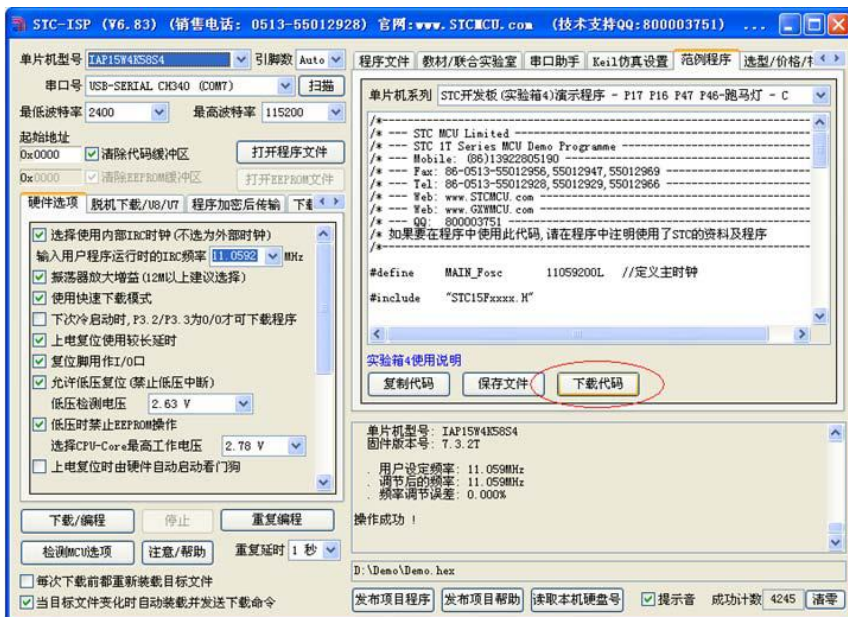 STC-ISP (V6.83) (销售电话: 0513-55012928) 官网:www.STCMCU.com (技术支持QQ:800003751) ...
单片机型号 IAP15W4K58S4 引脚数 Auto
串口号 USB-SERIAL CH340 (COM7) 扫描
最低波特率 2400 最高波特率 115200
起始地址
0x0000 清除代码缓冲区 打开程序文件
0x0000 清除EEPROM缓冲区 打开EEPROM文件
硬件选项 脱机下载/U8/U7 程序加密后传输
选择使用内部IRC时钟(不选为外部时钟)
输入用户程序运行时的IRC频率 11.0592 MHz
振荡器放大增益(12M以上建议选择)
使用快速下载模式
下次冷启动时,P3.2/P3.3为0/0才可下载程序
上电复位使用较长延时
复位脚用作I/O口
允许低压复位(禁止低压中断)
低压检测电压 2.63 V
低压时禁止EEPROM操作
选择CPU-Core最高工作电压 2.78 V
上电复位时由硬件自动启动看门狗
下载/编程 停止 重复编程
检测MCU选项 注意/帮助 重复延时 1 秒
每次下载前都重新装载目标文件
当目标文件变化时自动装载并发送下载命令
程序文件 教材/联合实验室 串口助手 Keil仿真设置 范例程序 选型/价格/
单片机系列 STC开发板(实验箱4)演示程序 - P17 P16 P47 P46-跑马灯 - C
/*---
/* --- STC MCU Limited ---
/* --- STC 1T Series MCU Demo Programme ---
/* --- Mobile: (86)13922805190 ---
/* --- Fax: 86-0513-55012956,55012947,55012969 ---
/* --- Tel: 86-0513-55012928,55012929,55012966 ---
/* --- Web: www.STCMCU.com ---
/* --- Web: www.GXWMCU.com ---
/* --- QQ: 800003751 ---
/* 如果要在程序中使用此代码,请在程序中注明使用了STC的资料及程序
/*---
#define MAIN_Fosc 11059200L //定义主时钟
#include "STC15Fxxxx.H"
实验箱4使用说明
复制代码 保存文件 下载代码
单片机型号: IAP15W4K58S4
固件版本号: 7.3.2T
. 用户设定频率: 11.059MHz
. 调节后的频率: 11.059MHz
. 频率调节误差: 0.000%
操作成功 !
D:\Demo\Demo.hex
发布项目程序 发布项目帮助 读取本机硬盘号 提示音 成功计数 4245 清零